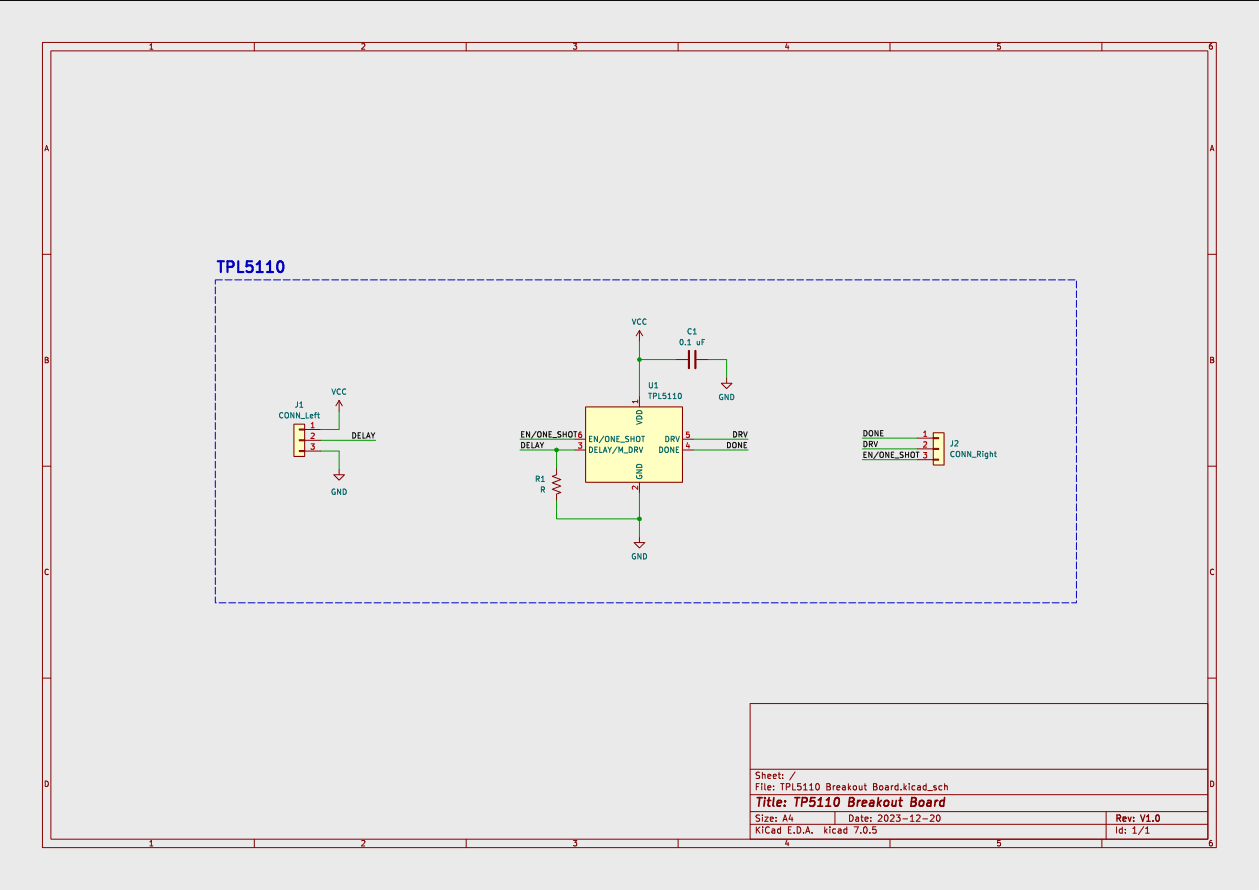 1 2 3 4 5 6
A A
TPL5110
VCC
C1
0.1 uF
B B
GND
U1
TPL5110
VCC
J1
CONN_Left
1
2 DELAY
3
GND
1
VDD
EN/ONE_SHOT 6 EN/ONE_SHOT DRV 5 DRV
DELAY 3 DELAY/M_DRV DONE 4 DONE
GND
2
R1
R
GND
DONE 1
DRV 2
EN/ONE_SHOT 3
J2
CONN_Right
C C
D D
Sheet: /
File: TPL5110 Breakout Board.kicad_sch
Title: TP5110 Breakout Board
Size: A4 Date: 2023-12-20 Rev: V1.0
KiCad E.D.A. kicad 7.0.5 Id: 1/1
1 2 3 4 5 6